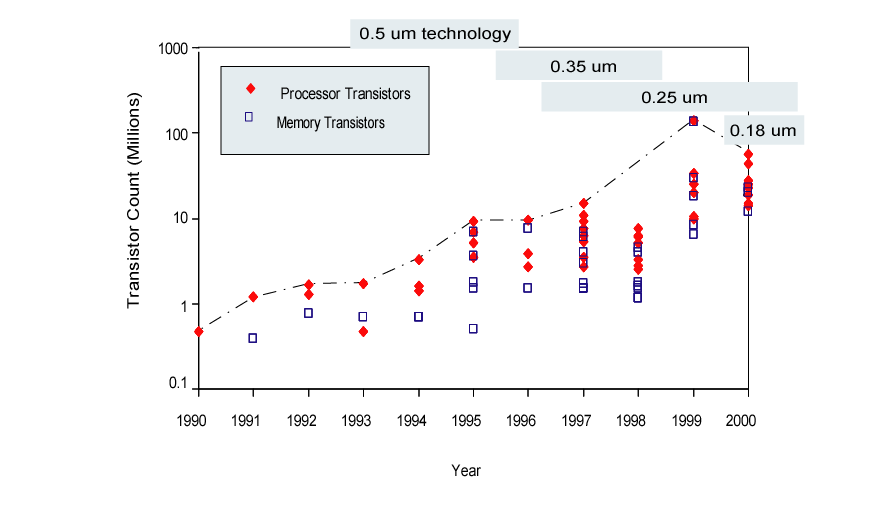 0.5 um technology
0.35 um
0.25 um
0.18 um
Processor Transistors
Memory Transistors
Transistor Count (Millions)
1000
100
10
1
0.1
1990 1991 1992 1993 1994 1995 1996 1997 1998 1999 2000
Year